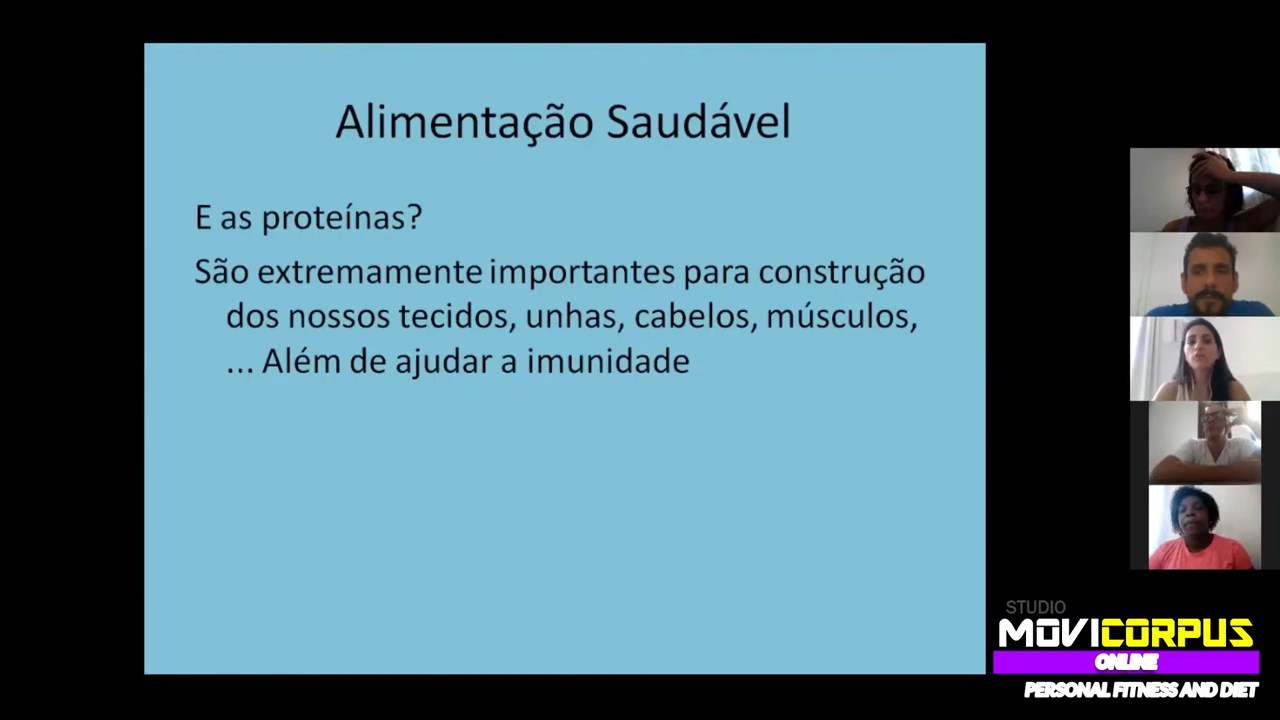 Alimentação Saudável
E as proteínas?
São extremamente importantes para construção
dos nossos tecidos, unhas, cabelos, músculos,
... Além de ajudar a imunidade
STUDIO
MOVICORPUS
ONLINE
PERSONAL FITNESS AND DIET